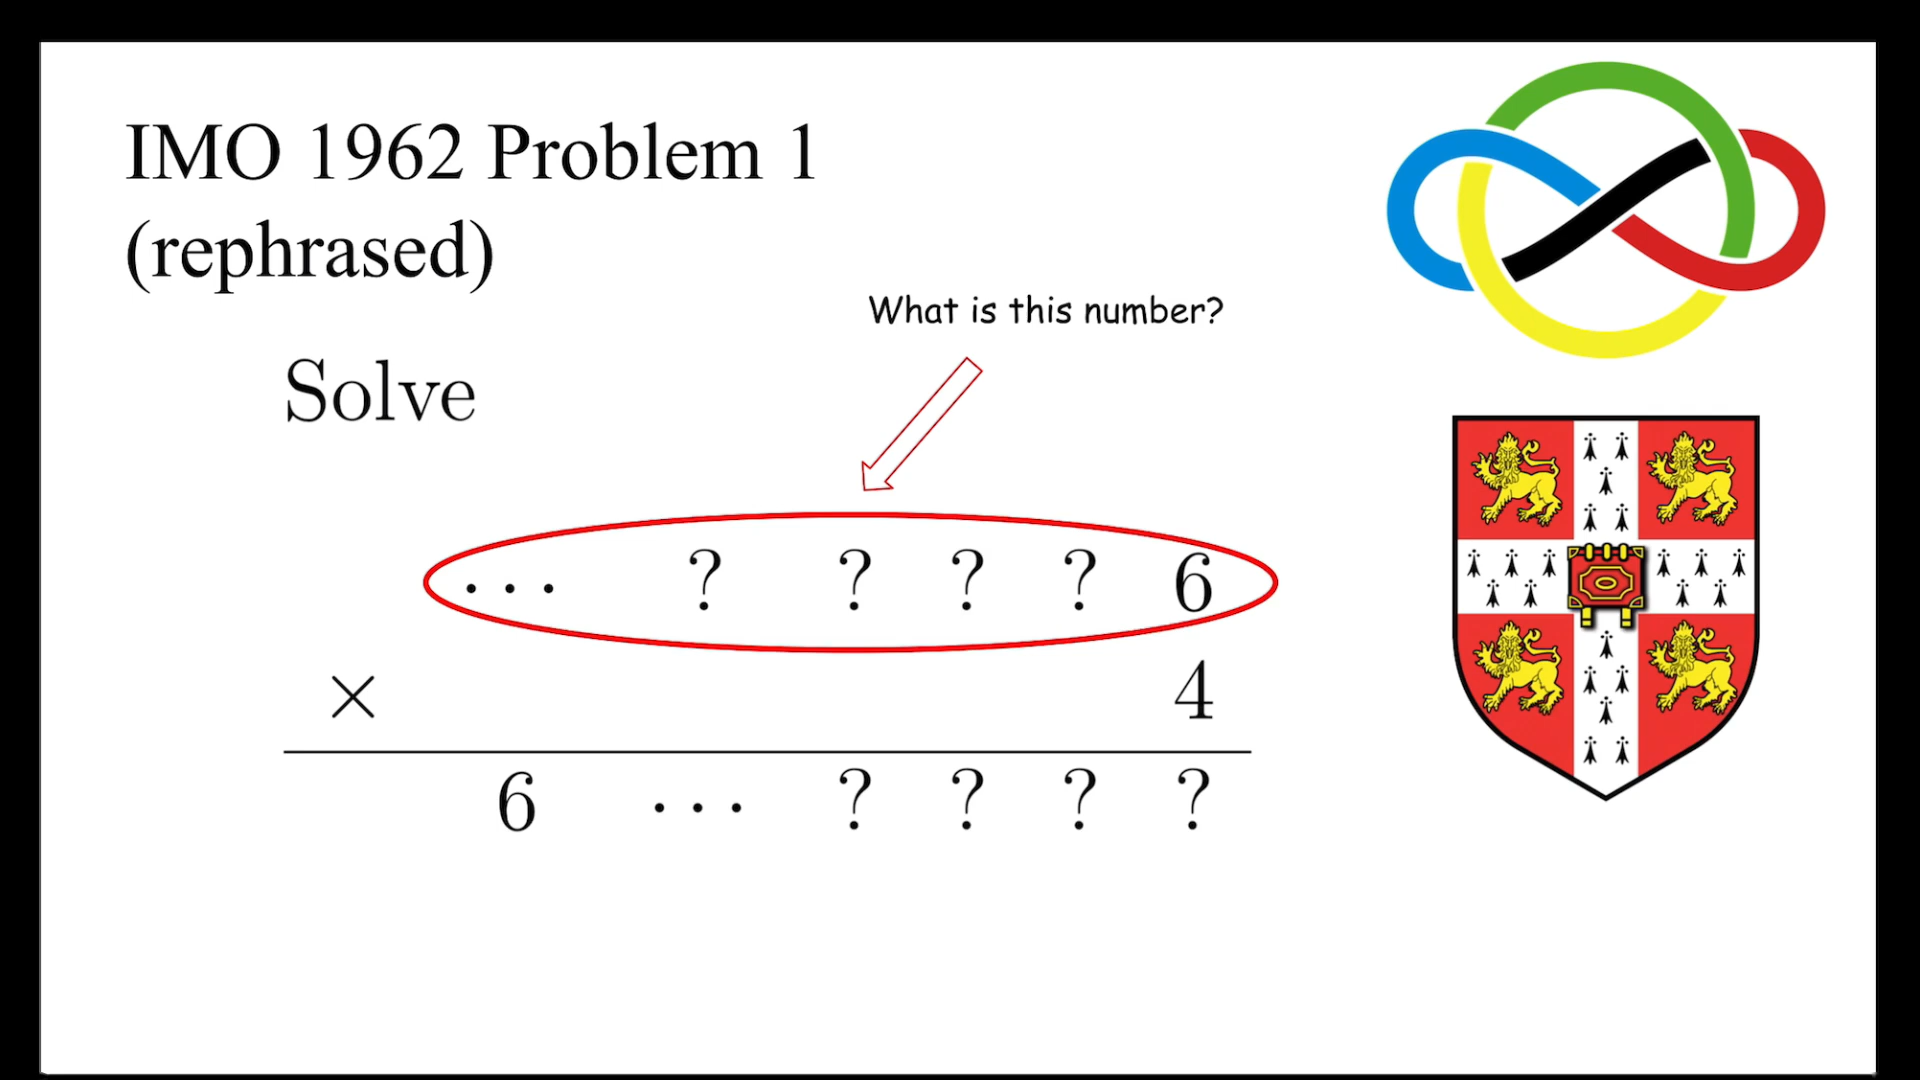 IMO 1962 Problem 1
(rephrased)
What is this number?
Solve
... ? ? ? ? 6
× 4
6 ... ? ? ? ?